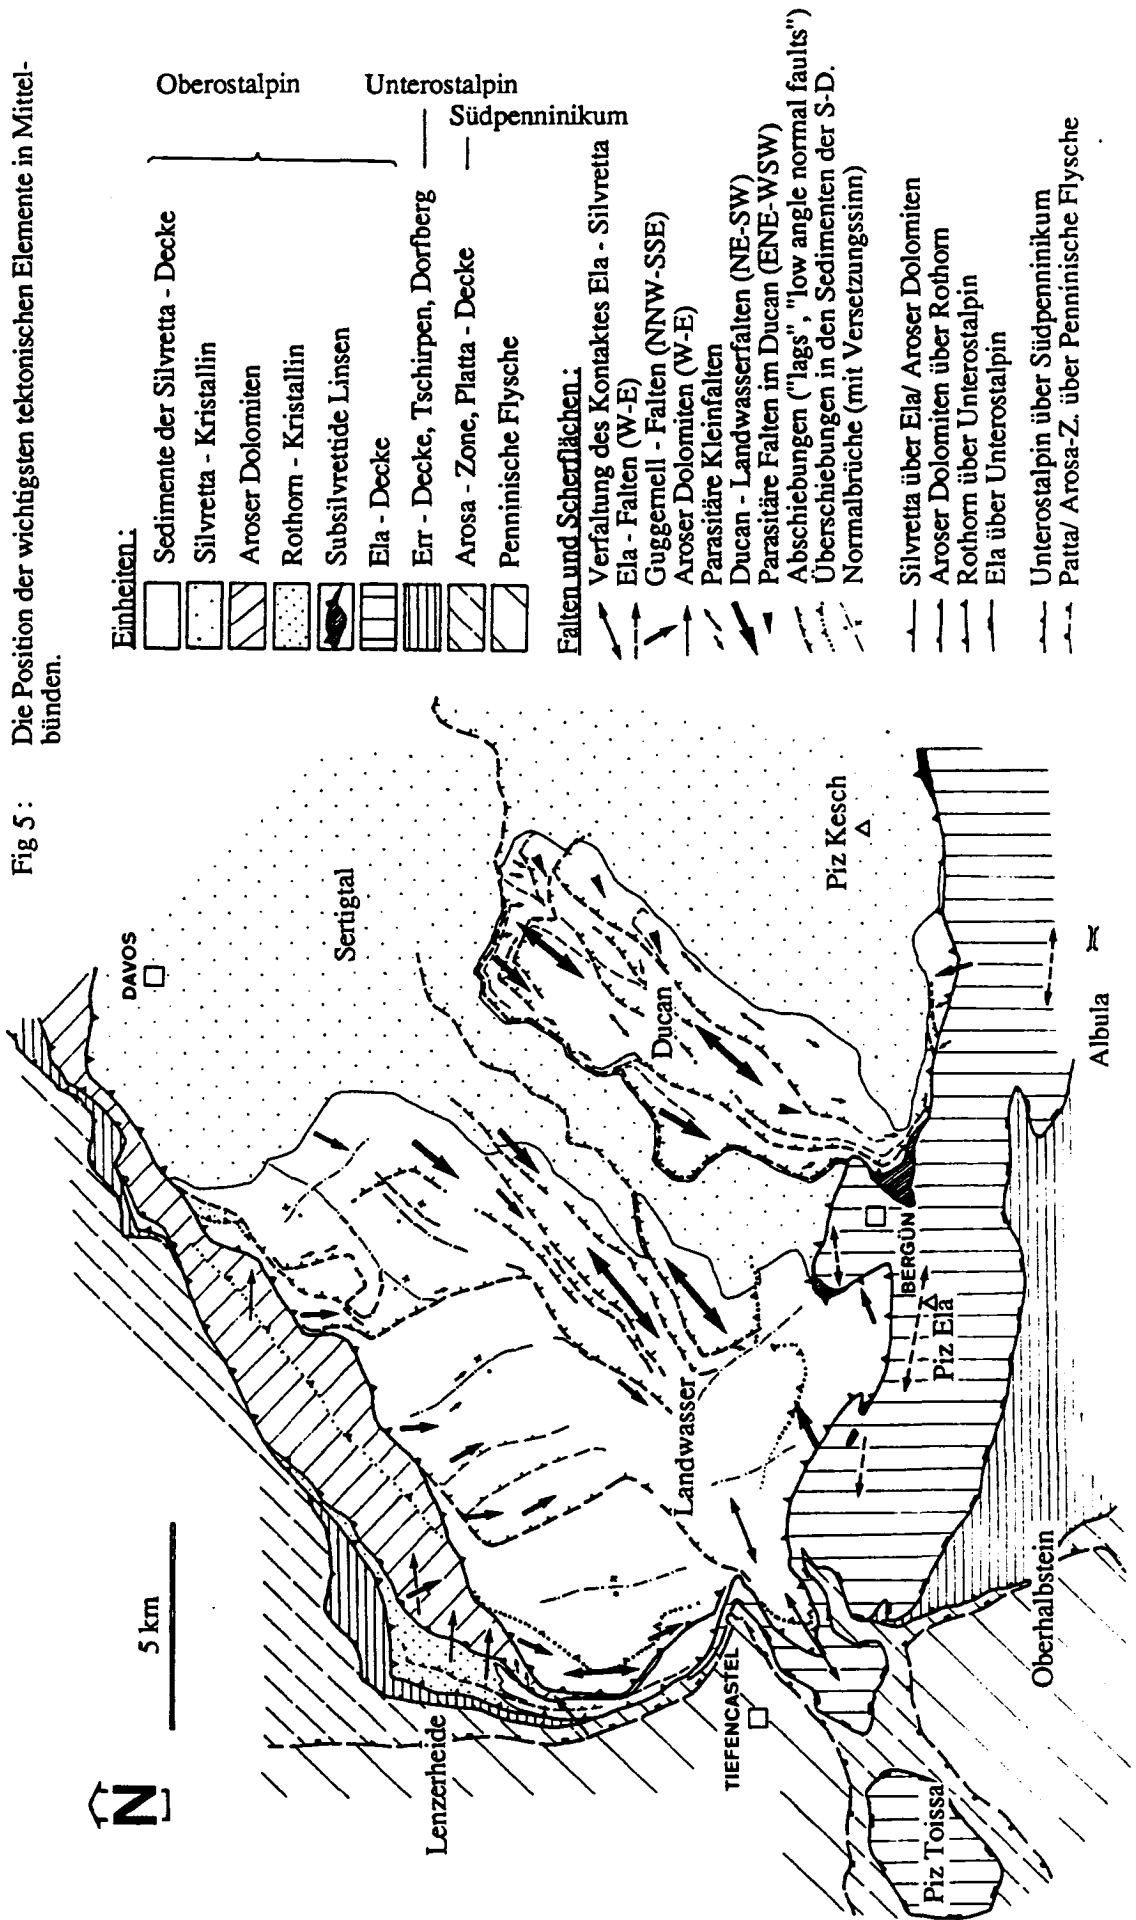 Fig 5 : Die Position der wichtigsten tektonischen Elemente in Mittel-
bünden.
Einheiten :
Sedimente der Silvretta - Decke
Silvretta - Kristallin
Aroser Dolomiten
Rothorn - Kristallin
Subsilvrettide Linsen
Ela - Decke
Err - Decke, Tschirpen, Dorfberg
Arosa - Zone, Platta - Decke
Penninische Flysche
Oberostalpin
Unterostalpin
Südpenninikum
Falten und Scherflächen :
Verfaltung des Kontaktes Ela - Silvretta
Ela - Falten (W-E)
Guggernell - Falten (NNW-SSE)
Aroser Dolomiten (W-E)
Parasitäre Kleinfalten
Ducan - Landwasserfalten (NE-SW)
Parasitäre Falten im Ducan (ENE-WSW)
Abschiebungen ("lags", "low angle normal faults")
Überschiebungen in den Sedimenten der S-D.
Normalbrüche (mit Versetzungssinn)
Silvretta über Ela/ Aroser Dolomiten
Aroser Dolomiten über Rothorn
Rothorn über Unterostalpin
Ela über Unterostalpin
Unterostalpin über Südpenninikum
Patta/ Arosa-Z. über Penninische Flysche
N
5 km
DAVOS
Sertigtal
Lenzerheide
Ducan
Piz Kesch
Landwasser
TIEFENCASTEL
BERGÜN
Piz Ela
Albula
Piz Toissa
Oberhalbstein